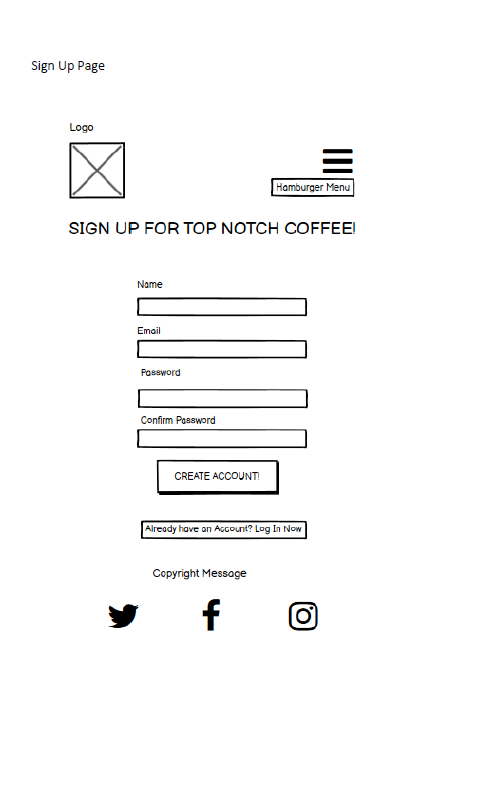 Sign Up Page
Logo
Hamburger Menu
SIGN UP FOR TOP NOTCH COFFEE!
Name
Email
Password
Confirm Password
CREATE ACCOUNT!
Already have an Account? Log In Now
Copyright Message